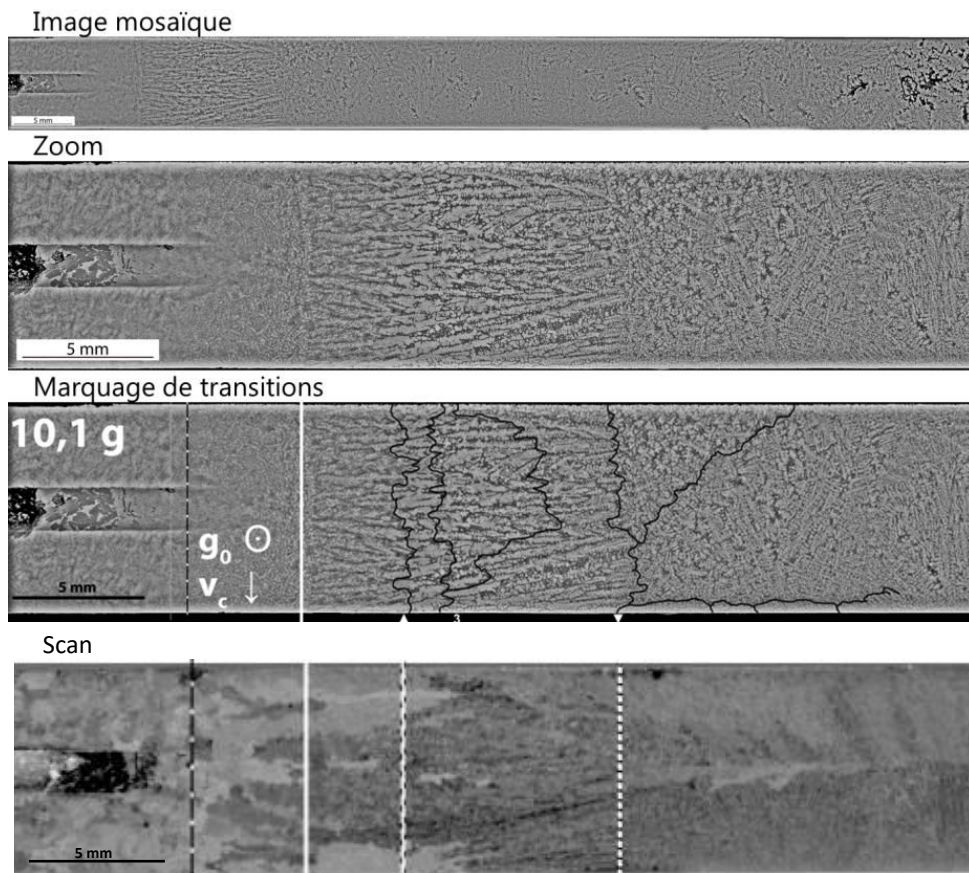 Image mosaïque
5 mm
Zoom
5 mm
Marquage de transitions
10,1 g
g₀ ⊙
v_c ↓
5 mm
3
Scan
5 mm